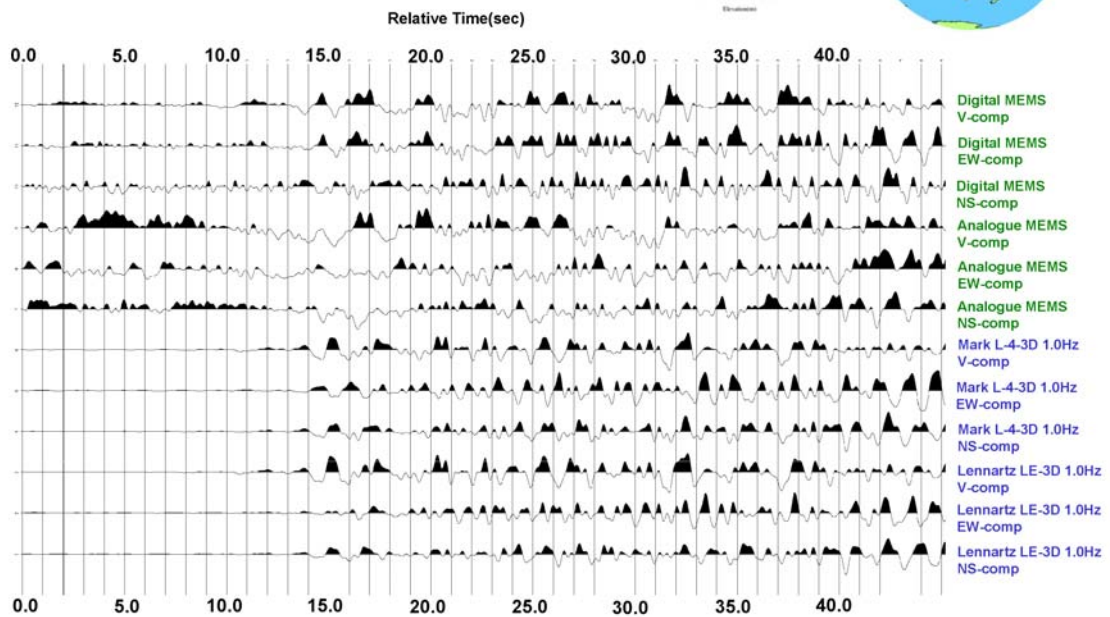 Elevation(m)
Relative Time(sec)
0.0 5.0 10.0 15.0 20.0 25.0 30.0 35.0 40.0
Digital MEMS
V-comp
Digital MEMS
EW-comp
Digital MEMS
NS-comp
Analogue MEMS
V-comp
Analogue MEMS
EW-comp
Analogue MEMS
NS-comp
Mark L-4-3D 1.0Hz
V-comp
Mark L-4-3D 1.0Hz
EW-comp
Mark L-4-3D 1.0Hz
NS-comp
Lennartz LE-3D 1.0Hz
V-comp
Lennartz LE-3D 1.0Hz
EW-comp
Lennartz LE-3D 1.0Hz
NS-comp
0.0 5.0 10.0 15.0 20.0 25.0 30.0 35.0 40.0